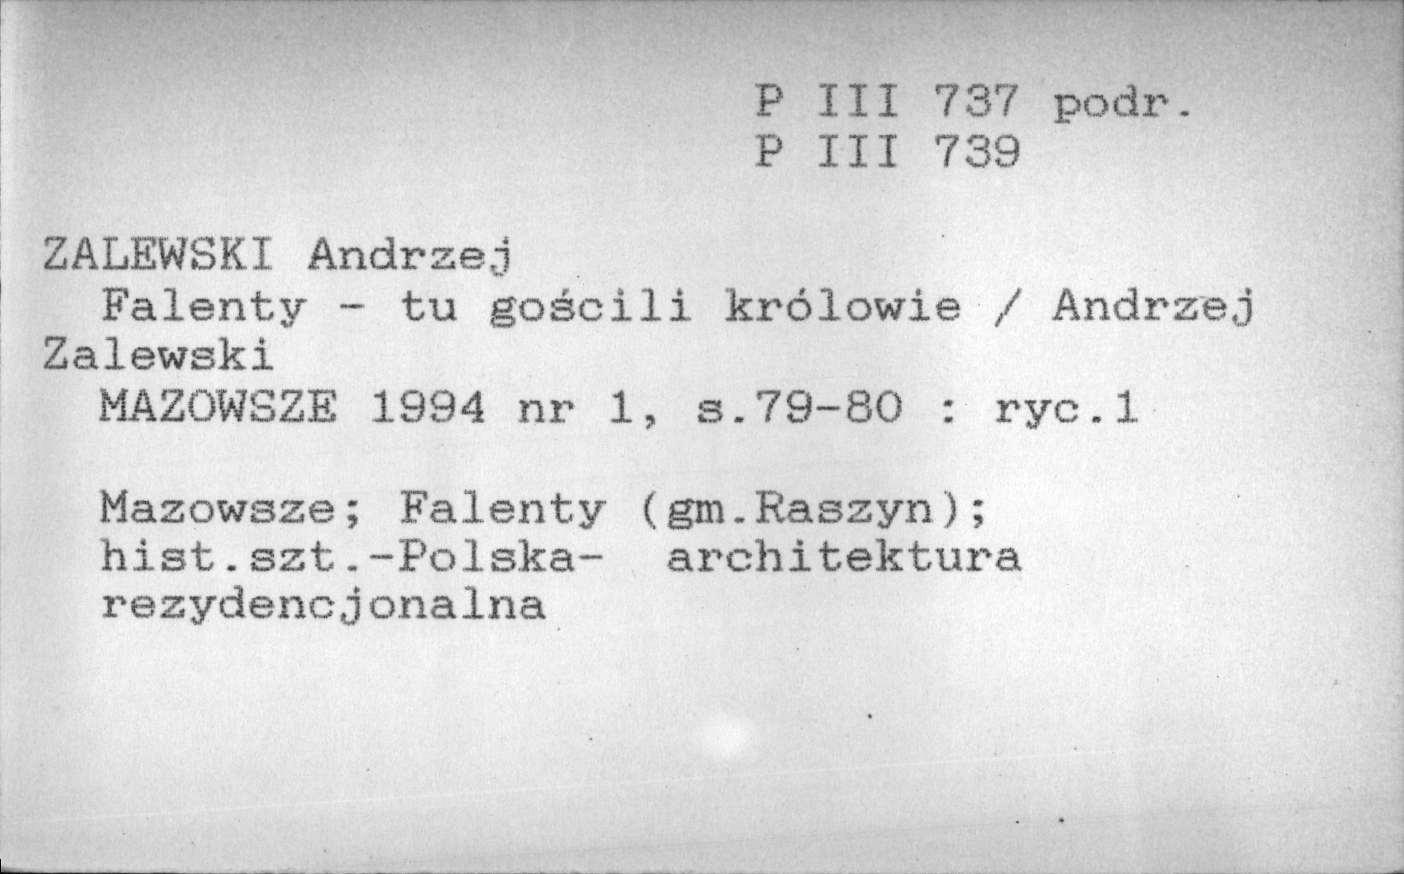 P III 737 podr.
P III 739
ZALEWSKI Andrzej
Falenty - tu gościli królowie / Andrzej
Zalewski
MAZOWSZE 1994 nr 1, s.79-80 : ryc.1
Mazowsze; Falenty (gm.Raszyn);
hist.szt.-Polska- architektura
rezydencjonalna